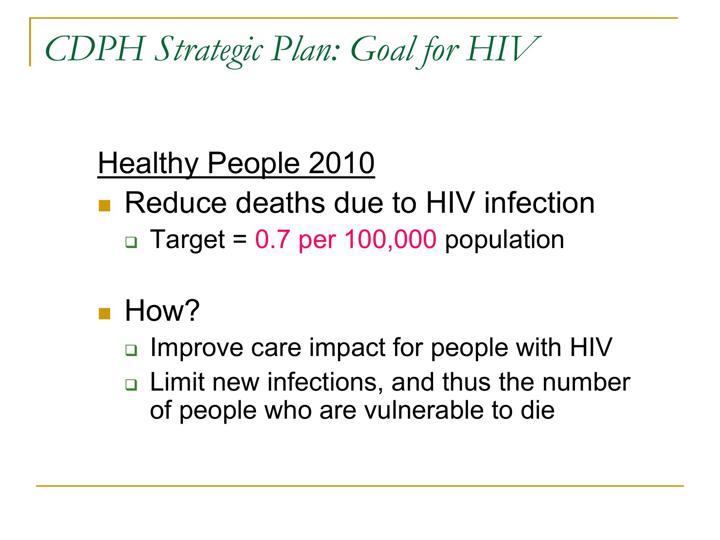 CDPH Strategic Plan: Goal for HIV
Healthy People 2010
Reduce deaths due to HIV infection
Target = 0.7 per 100,000 population
How?
Improve care impact for people with HIV
Limit new infections, and thus the number
of people who are vulnerable to die